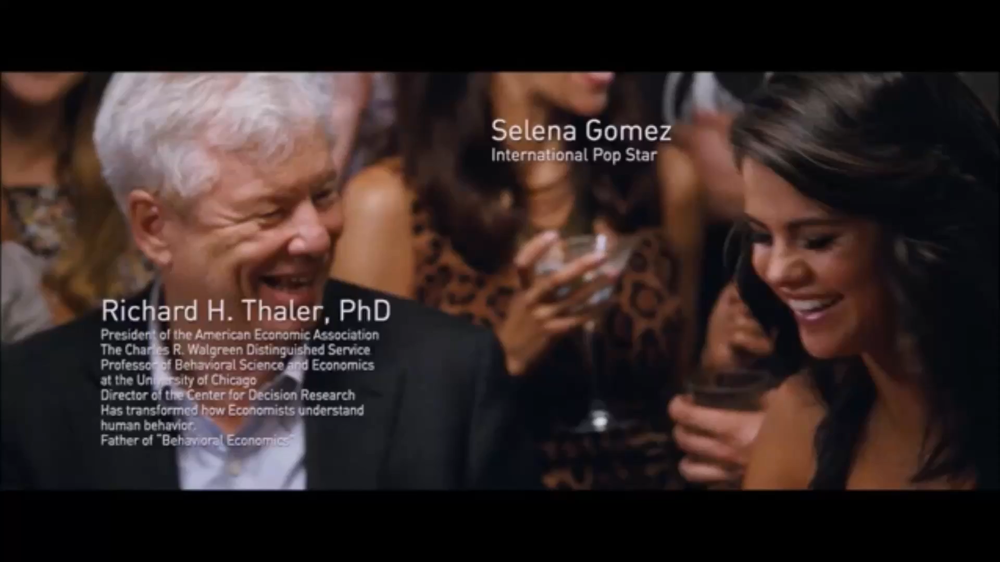 Selena Gomez
International Pop Star
Richard H. Thaler, PhD
President of the American Economic Association
The Charles R. Walgreen Distinguished Service
Professor of Behavioral Science and Economics
at the University of Chicago
Director of the Center for Decision Research
Has transformed how Economists understand
human behavior.
Father of "Behavioral Economics"